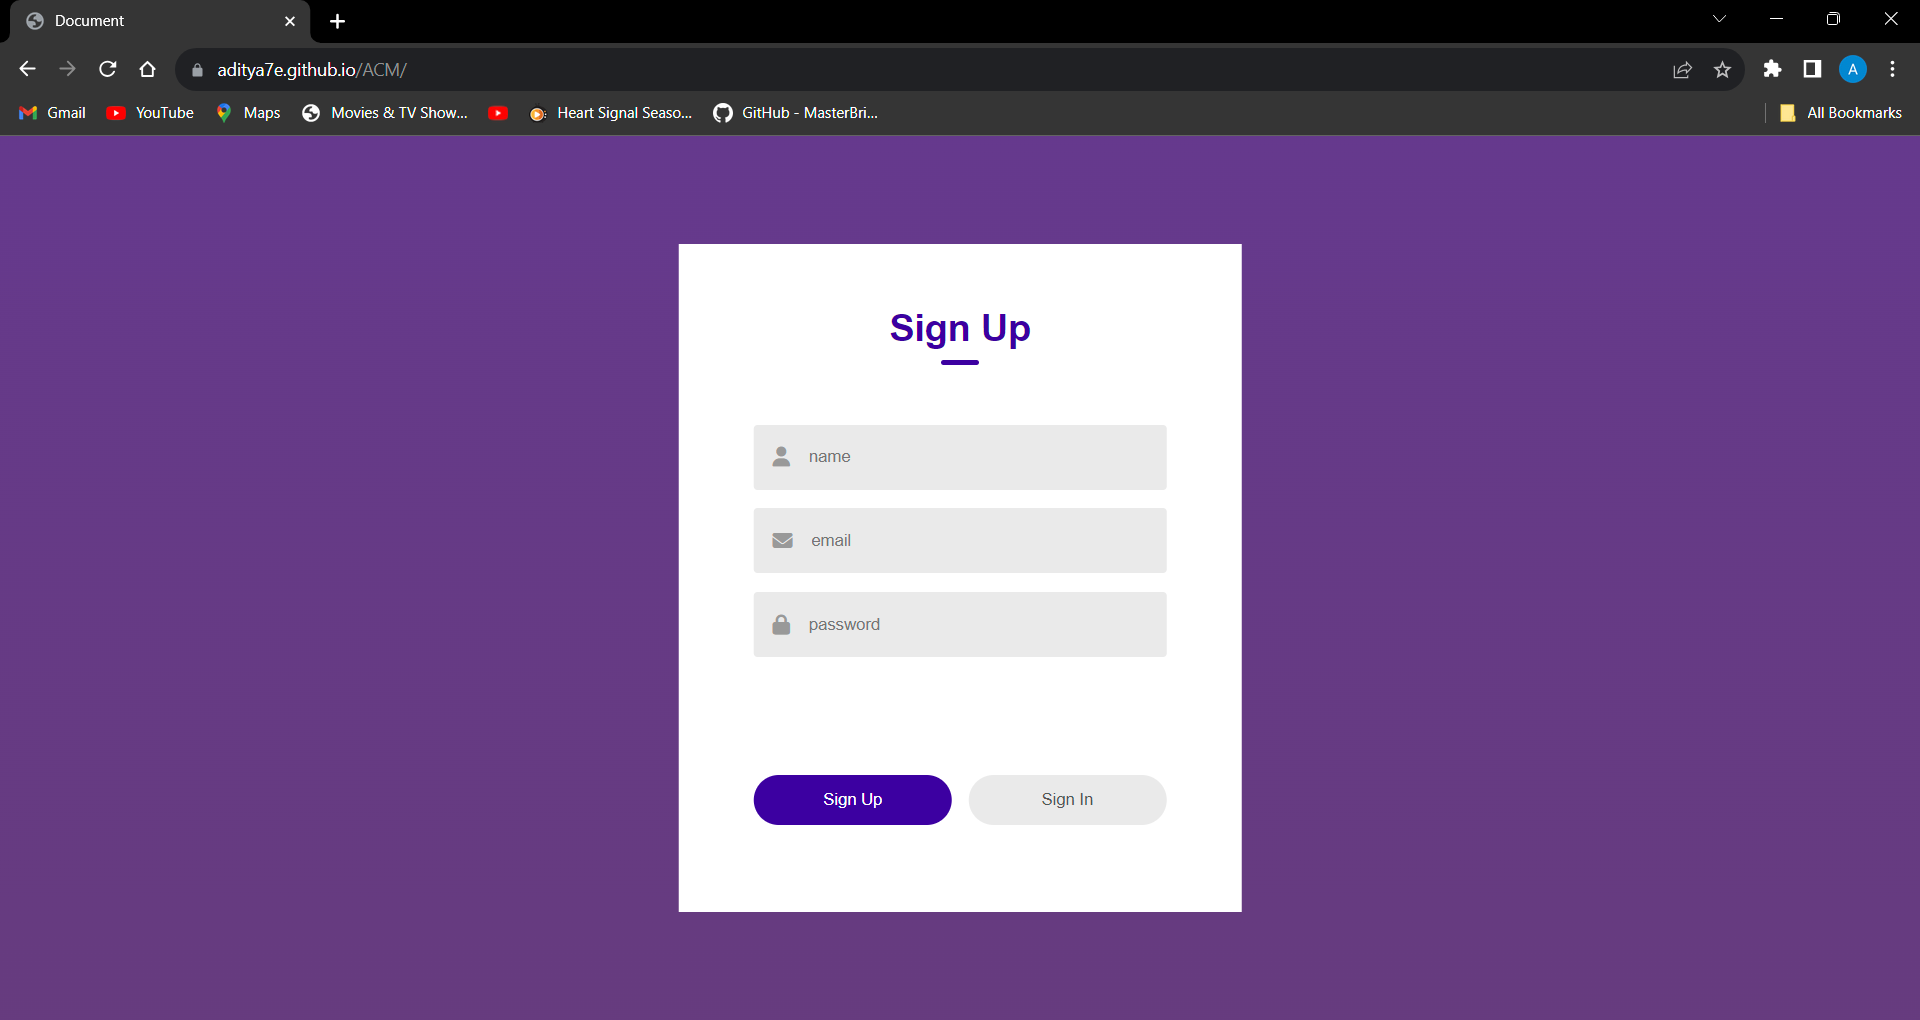 Document
aditya7e.github.io/ACM/
A
Gmail YouTube Maps Movies & TV Show... Heart Signal Seaso... GitHub - MasterBri... All Bookmarks
Sign Up
name
email
password
Sign Up Sign In